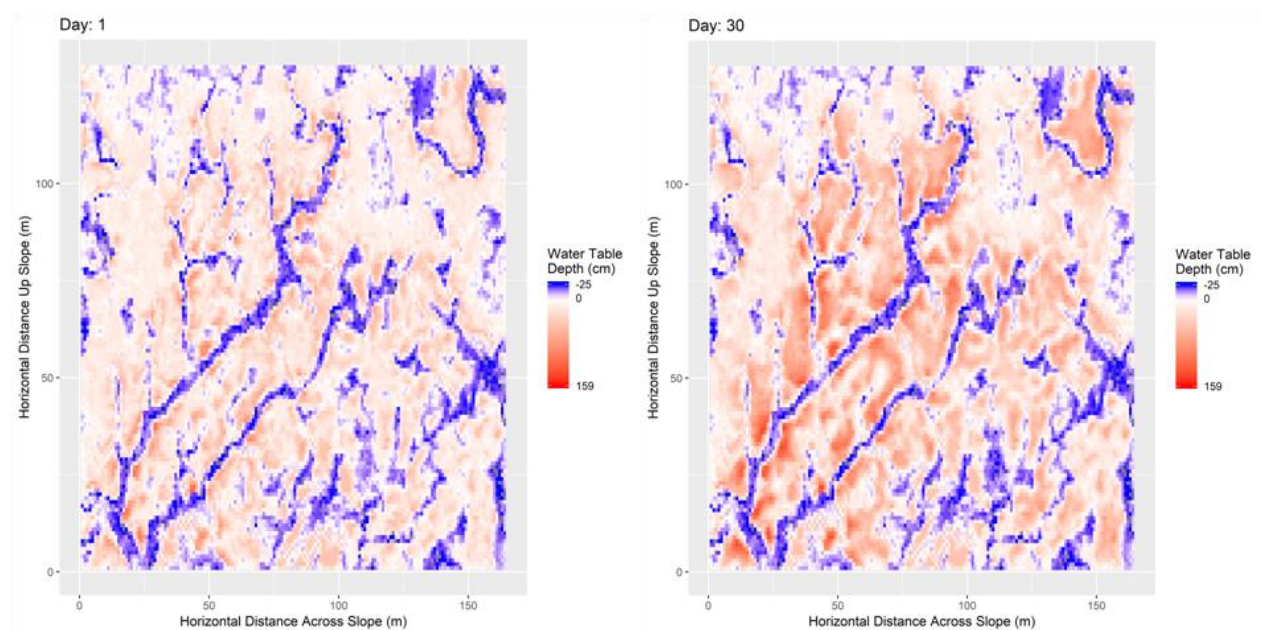 Day: 1
Horizontal Distance Up Slope (m)
100
50
0
0 50 100 150
Horizontal Distance Across Slope (m)
Water Table
Depth (cm)
-25
0
159
Day: 30
Horizontal Distance Up Slope (m)
100
50
0
0 50 100 150
Horizontal Distance Across Slope (m)
Water Table
Depth (cm)
-25
0
159